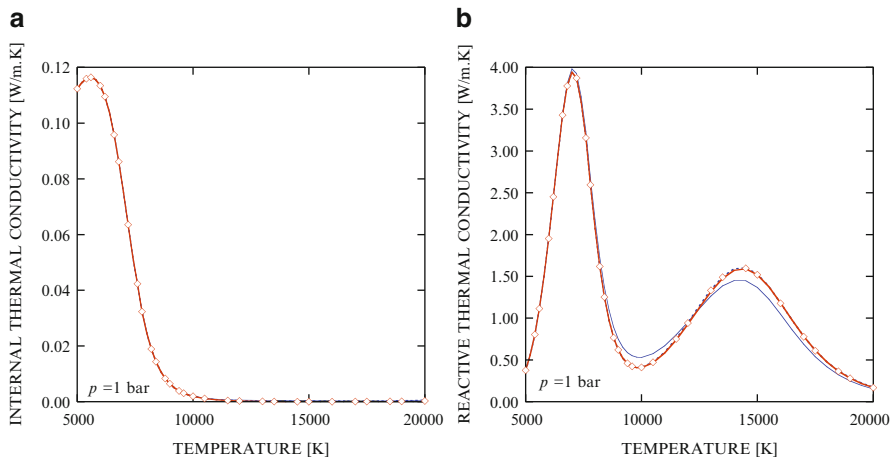 a
INTERNAL THERMAL CONDUCTIVITY [W/m.K]
0.12
0.10
0.08
0.06
0.04
0.02
0.00
p =1 bar
5000 10000 15000 20000
TEMPERATURE [K]
b
REACTIVE THERMAL CONDUCTIVITY [W/m.K]
4.00
3.50
3.00
2.50
2.00
1.50
1.00
0.50
0.00
p =1 bar
5000 10000 15000 20000
TEMPERATURE [K]